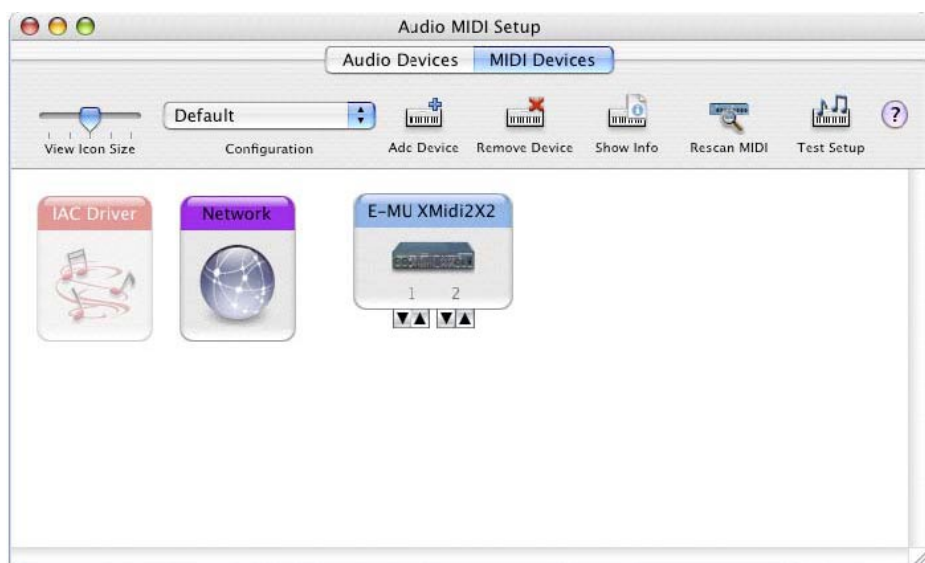 Audio MIDI Setup
Audio Devices MIDI Devices
Default
View Icon Size Configuration Adc Device Remove Device Show Info Rescan MIDI Test Setup ?
IAC Driver Network E-MU XMidi2X2
1 2